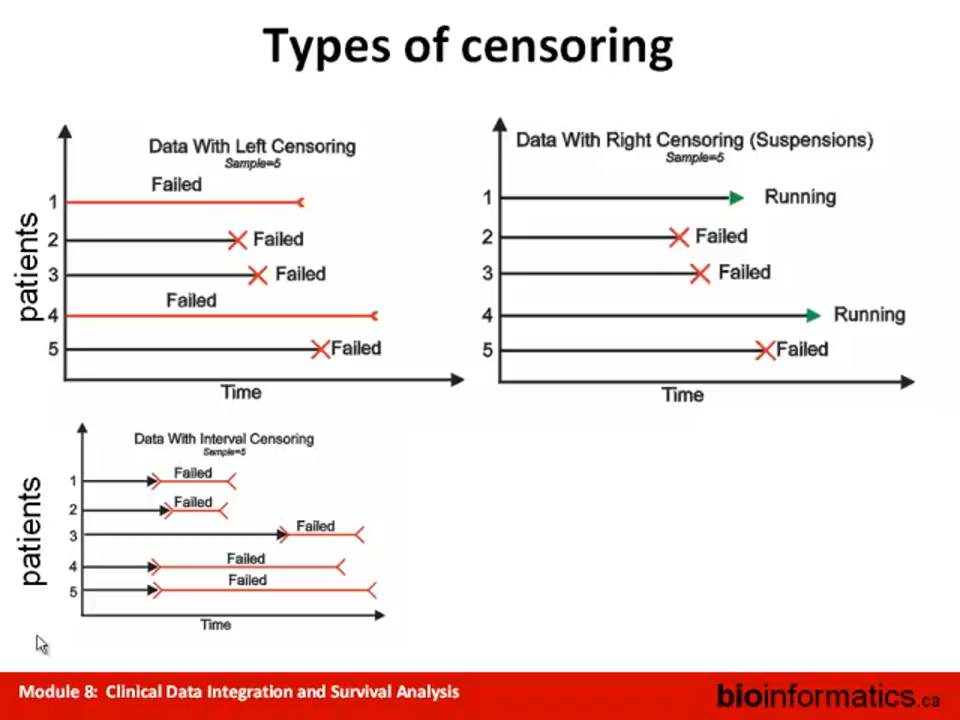 Types of censoring
Data With Left Censoring
Sample=5
patients
1
Failed
2
Failed
3
Failed
4
Failed
5
Failed
Time
Data With Right Censoring (Suspensions)
Sample=5
1
Running
2
Failed
3
Failed
4
Running
5
Failed
Time
Data With Interval Censoring
Sample=5
patients
1
Failed
2
Failed
3
Failed
4
Failed
5
Failed
Time
Module 8: Clinical Data Integration and Survival Analysis
bioinformatics.ca